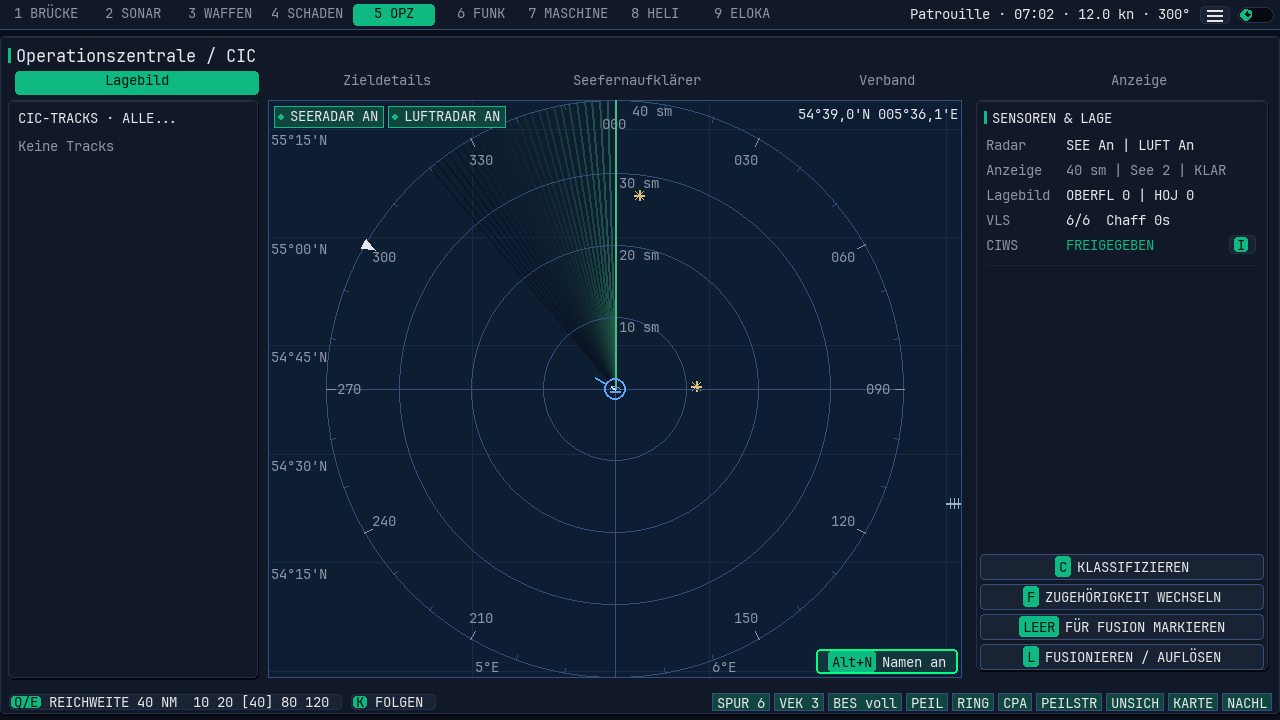 1 BRÜCKE 2 SONAR 3 WAFFEN 4 SCHADEN 5 OPZ 6 FUNK 7 MASCHINE 8 HELI 9 ELOKA Patrouille · 07:02 · 12.0 kn · 300°
Operationszentrale / CIC
Lagebild Zieldetails Seefernaufklärer Verband Anzeige
CIC-TRACKS · ALLE...
Keine Tracks
SEERADAR AN LUFTRADAR AN
40 sm
54°39,0'N 005°36,1'E
000
55°15'N
330
030
30 sm
55°00'N
300
20 sm
060
10 sm
54°45'N
270
090
54°30'N
240
120
54°15'N
210
150
5°E
6°E
Alt+N Namen an
SENSOREN & LAGE
Radar SEE An | LUFT An
Anzeige 40 sm | See 2 | KLAR
Lagebild OBERFL 0 | HOJ 0
VLS 6/6 Chaff 0s
CIWS FREIGEGEBEN I
C KLASSIFIZIEREN
F ZUGEHÖRIGKEIT WECHSELN
LEER FÜR FUSION MARKIEREN
L FUSIONIEREN / AUFLÖSEN
Q/E REICHWEITE 40 NM 10 20 [40] 80 120 K FOLGEN
SPUR 6 VEK 3 BES voll PEIL RING CPA PEILSTR UNSICH KARTE NACHL